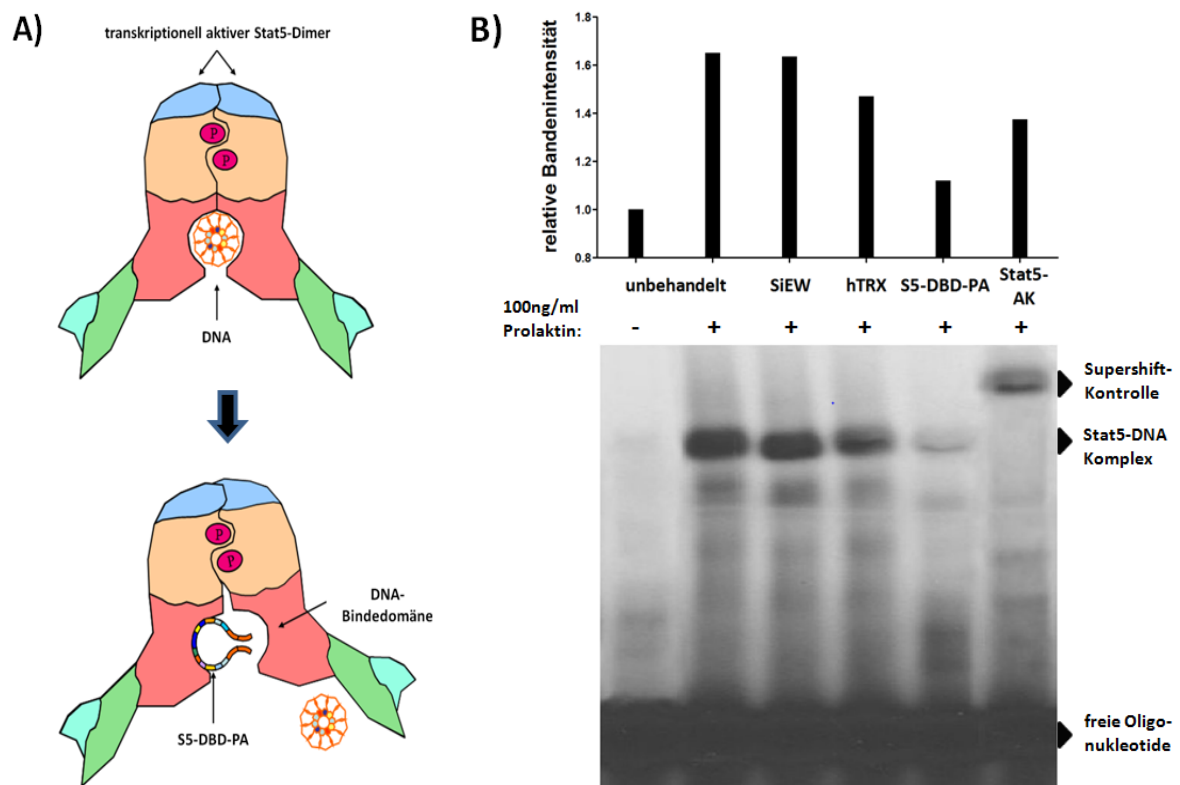 A)
transkriptionell aktiver Stat5-Dimer
P
P
DNA
P
P
DNA-
Bindedomäne
S5-DBD-PA
B)
relative Bandenintensität
1.8
1.6
1.4
1.2
1.0
0.8
unbehandelt SiEW hTRX S5-DBD-PA Stat5-
AK
100ng/ml
Prolaktin: - + + + + +
Supershift-
Kontrolle
Stat5-DNA
Komplex
freie Oligo-
nukleotide